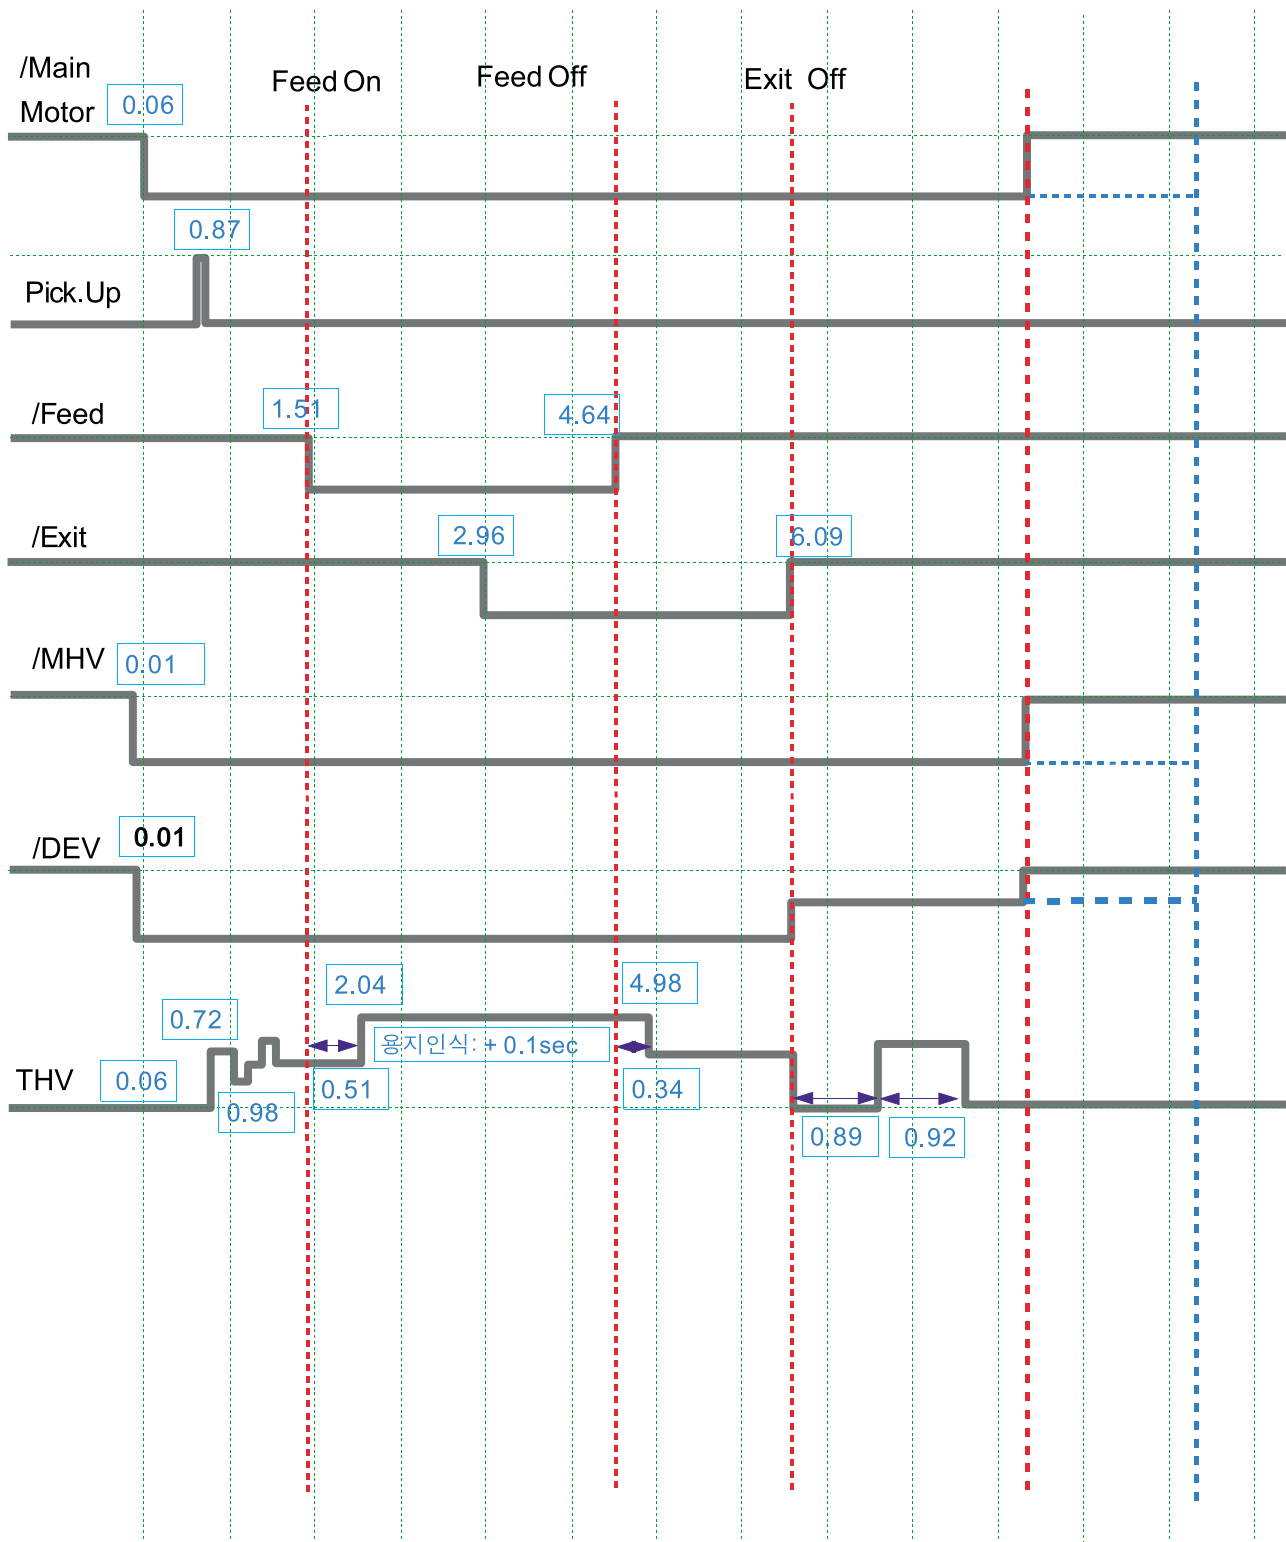 /Main
Motor
0.06
Feed On
Feed Off
Exit Off
0.87
Pick.Up
/Feed
1.51
4.64
/Exit
2.96
6.09
/MHV
0.01
/DEV
0.01
2.04
4.98
0.72
용지인식: + 0.1sec
THV
0.06
0.51
0.34
0.98
0.89
0.92